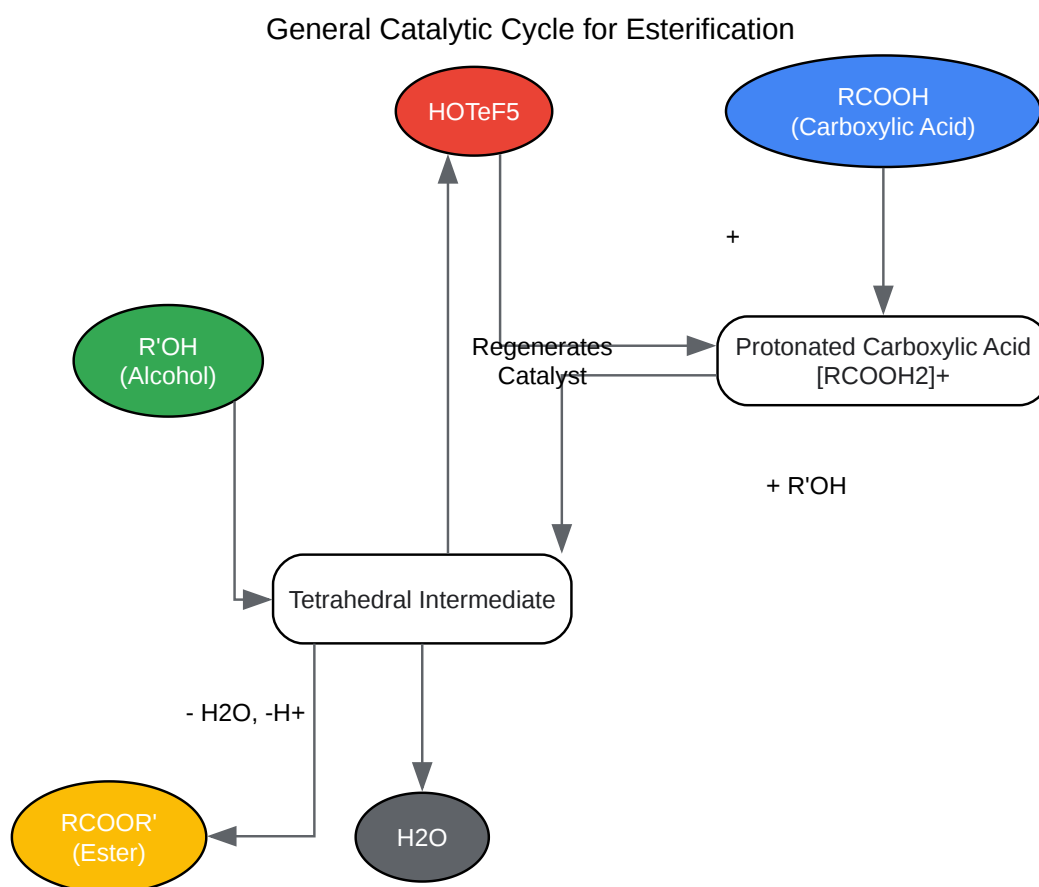 General Catalytic Cycle for Esterification
HOTeF5
RCOOH
(Carboxylic Acid)
+
R'OH
(Alcohol)
Regenerates
Catalyst
Protonated Carboxylic Acid
[RCOOH2]+
+ R'OH
Tetrahedral Intermediate
- H2O, -H+
RCOOR'
(Ester)
H2O